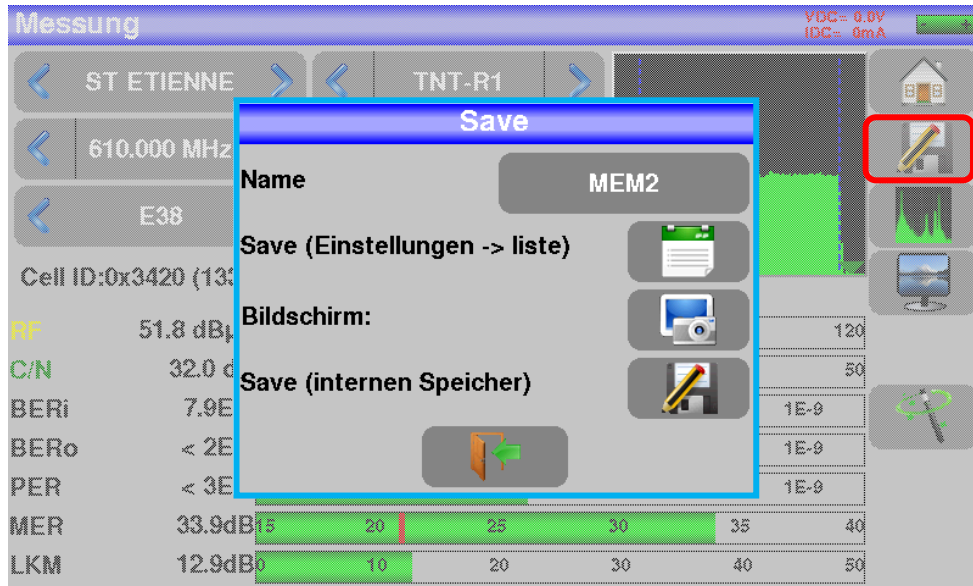 Messung
VDC= 0.0V
IDC= 0mA
- +
ST ETIENNE
TNT-R1
610.000 MHz
E38
Cell ID:0x3420 (133
Save
Name
MEM2
Save (Einstellungen -> liste)
Bildschirm:
Save (internen Speicher)
RF 51.8 dBµ 120
C/N 32.0 d 50
BERi 7.9E 1E-9
BERo < 2E 1E-9
PER < 3E 1E-9
MER 33.9dB 15 20 25 30 35 40
LKM 12.9dB 0 10 20 30 40 50